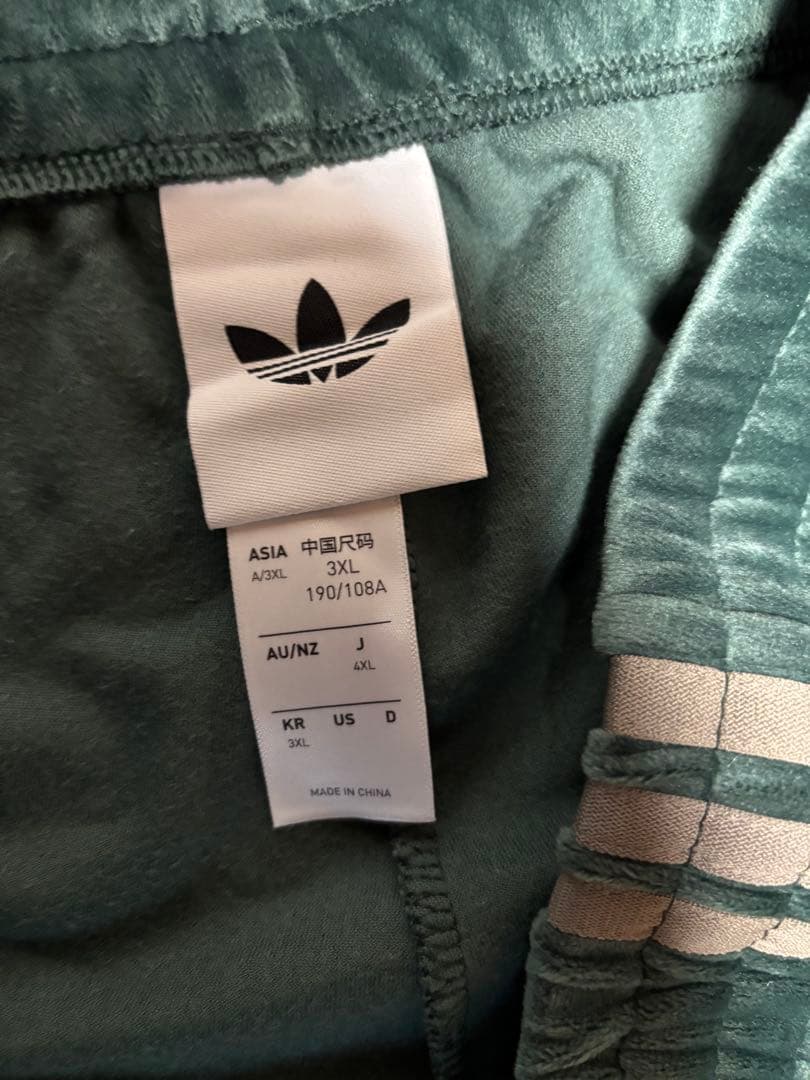 ASIA 中国尺码
A/3XL 3XL
190/108A
AU/NZ J
4XL
KR US D
3XL
MADE IN CHINA